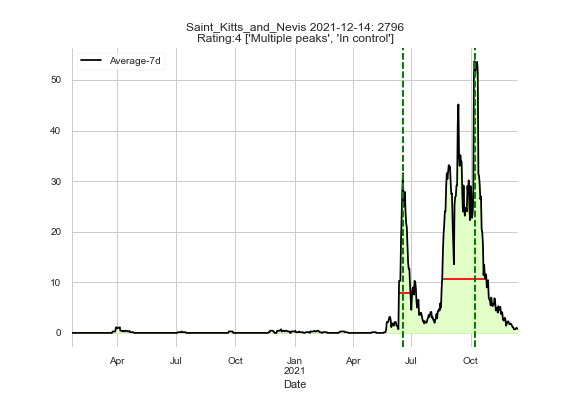 Saint_Kitts_and_Nevis 2021-12-14: 2796
Rating:4 ['Multiple peaks', 'In control']
Average-7d
50
40
30
20
10
0
Apr Jul Oct Jan Apr Jul Oct
2021
Date